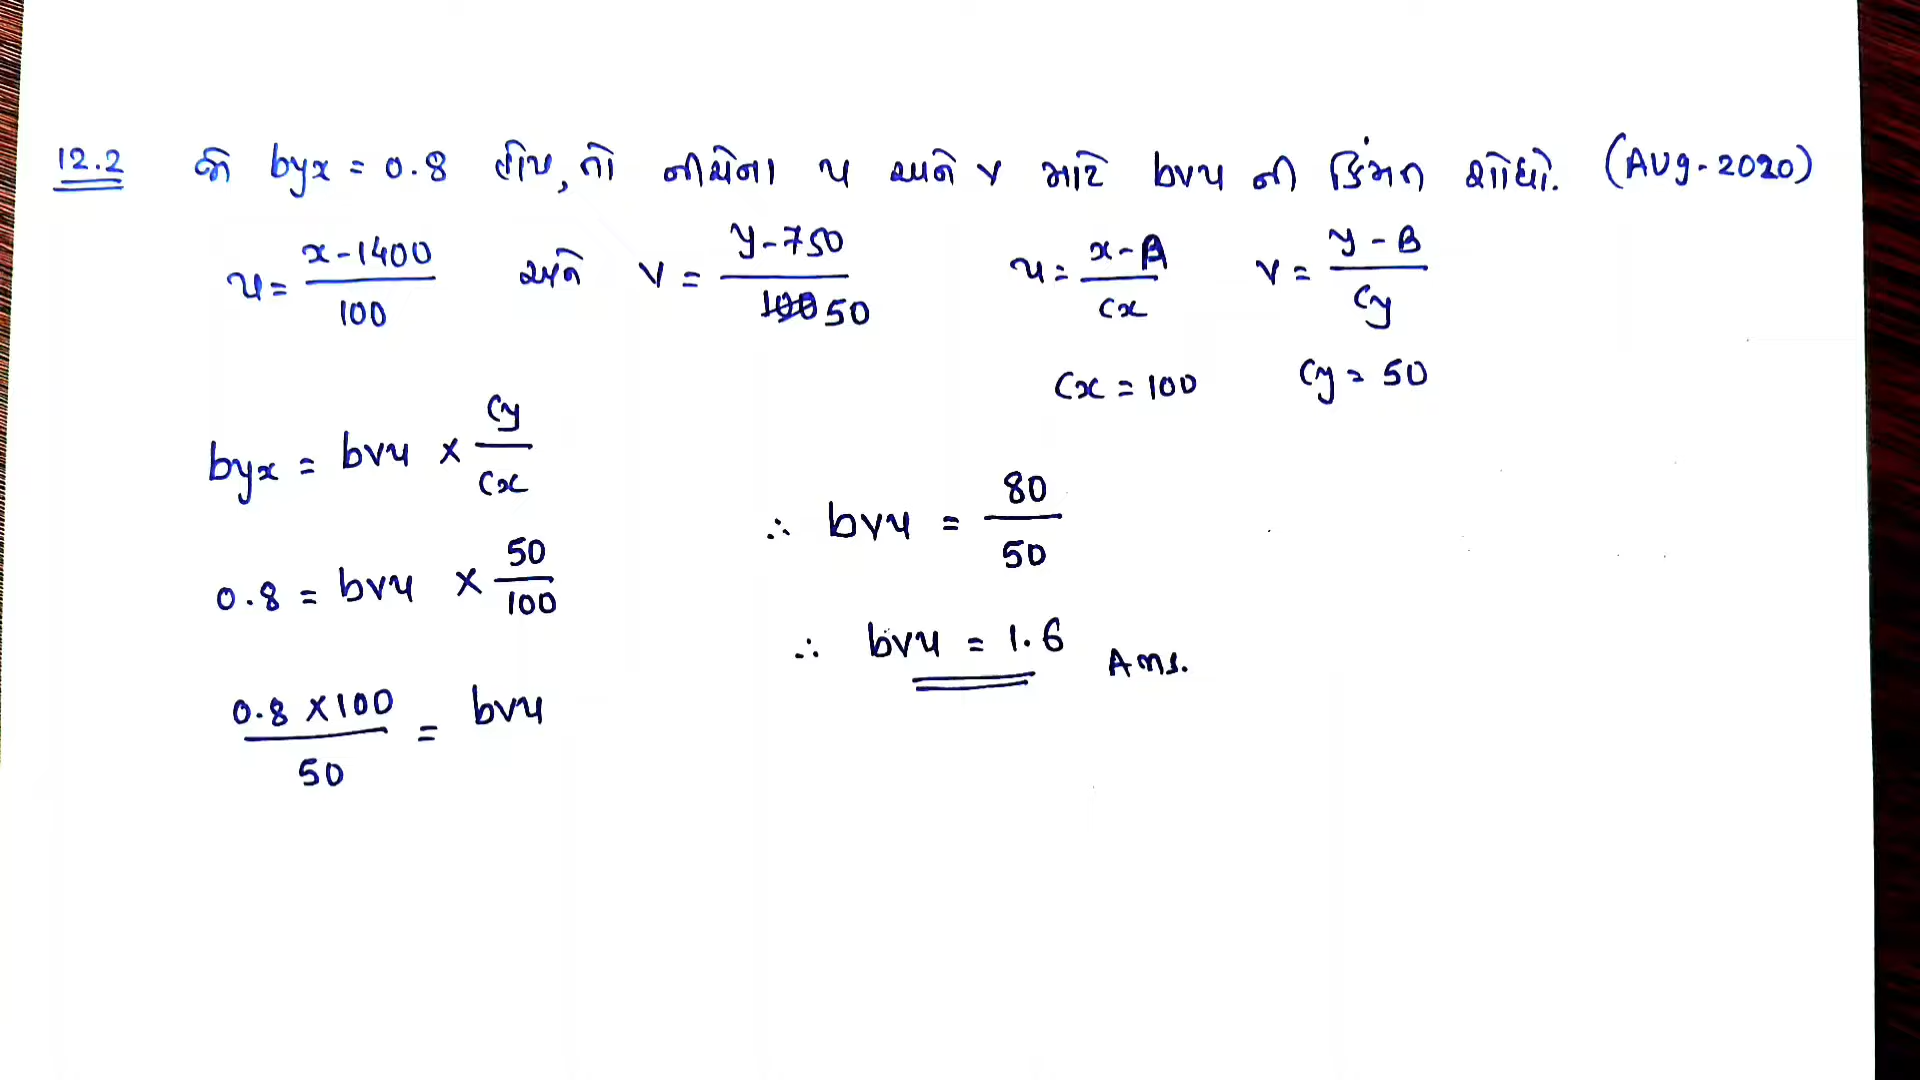 12.2 જો byx = 0.8 હોય, તો નીચેના u અને v માટે bvu ની કિંમત શોધો. (Aug-2020)
u = x-1400 / 100 અને v = y-750 / 50
u = x-A / Cx v = y-B / Cy
Cx = 100 Cy = 50
byx = bvu × Cy / Cx
0.8 = bvu × 50 / 100
0.8 × 100 / 50 = bvu
∴ bvu = 80 / 50
∴ bvu = 1.6 Ans.